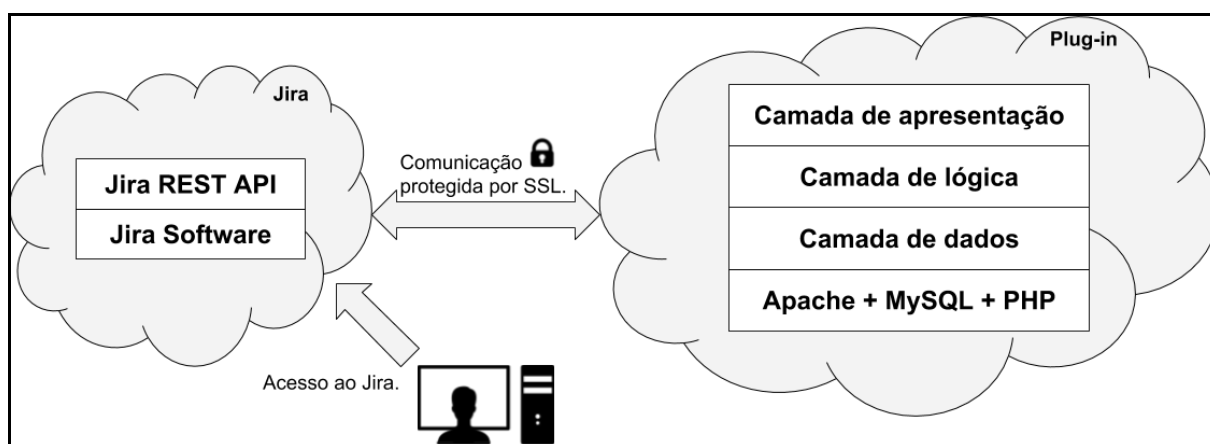 Jira
Jira REST API
Jira Software
Comunicação
protegida por SSL.
Acesso ao Jira.
Plug-in
Camada de apresentação
Camada de lógica
Camada de dados
Apache + MySQL + PHP